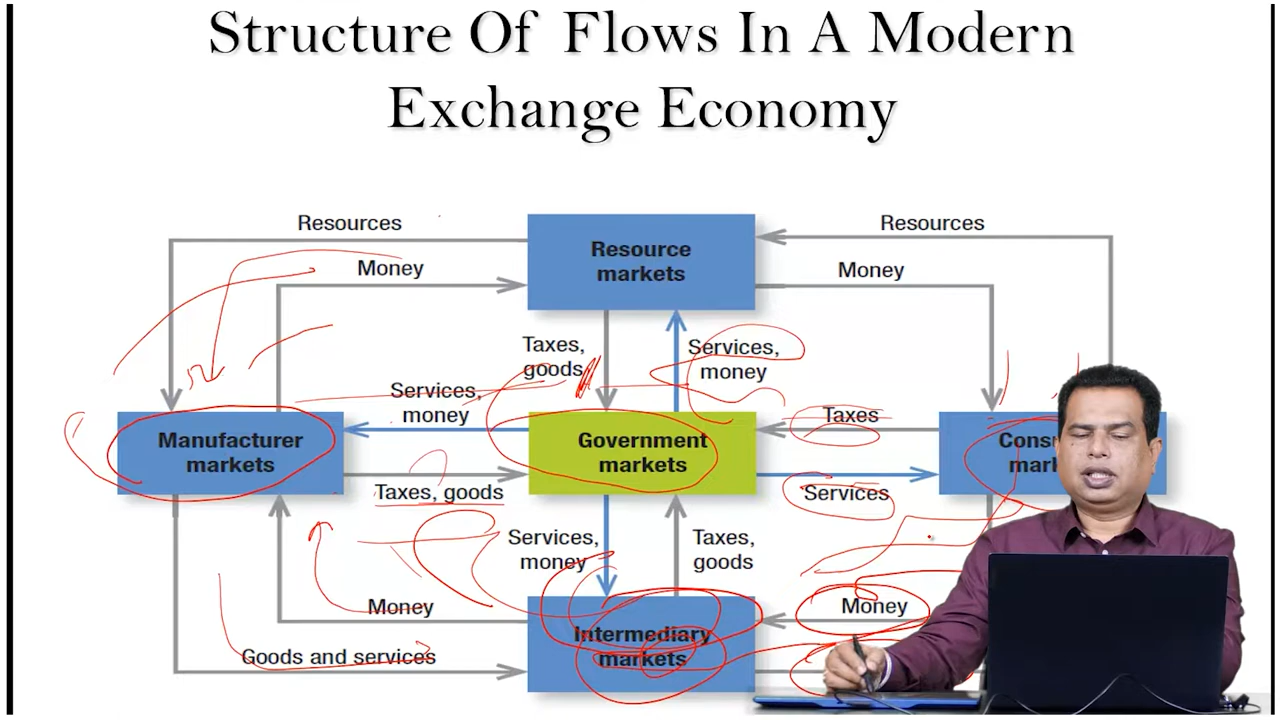 Structure Of Flows In A Modern
Exchange Economy
Resources
Resources
Resource
markets
Money
Money
Taxes,
goods
Services,
money
Services,
money
Taxes
Manufacturer
markets
Government
markets
Taxes, goods
Services
Services,
money
Taxes,
goods
Money
Money
Intermediary
markets
Goods and services